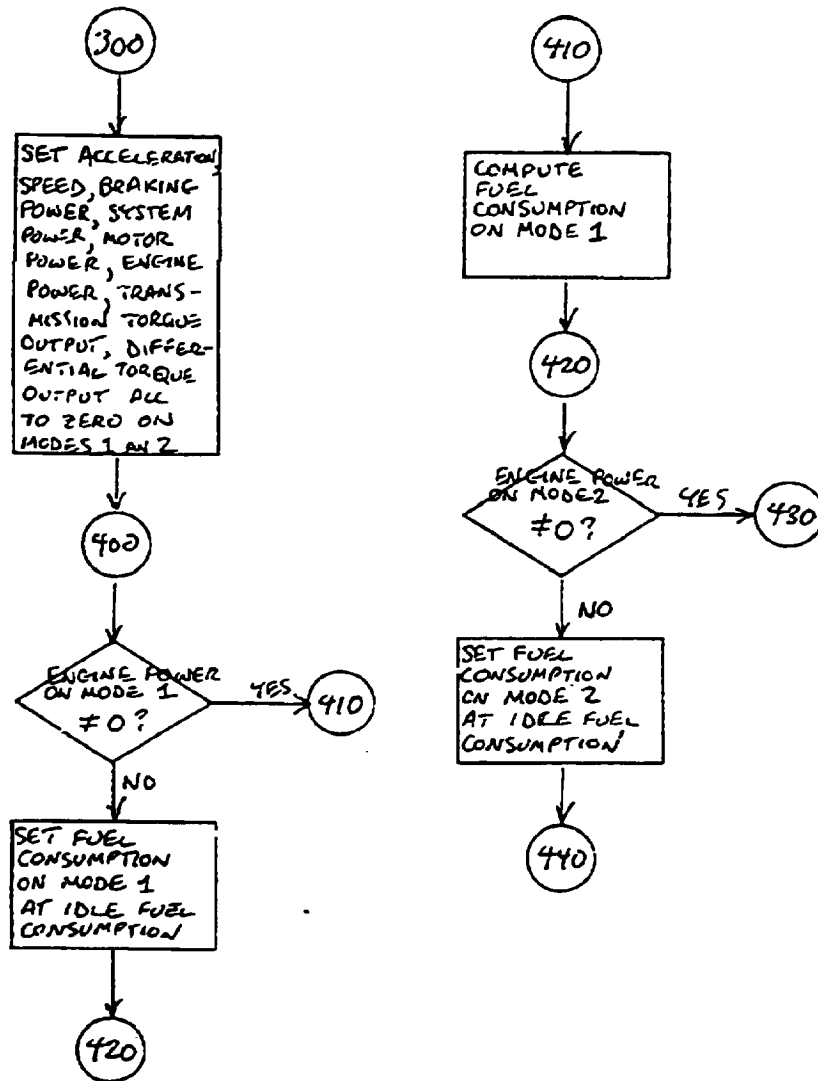 300
SET ACCELERATION,
SPEED, BRAKING
POWER, SYSTEM
POWER, MOTOR
POWER, ENGINE
POWER, TRANS-
MISSION TORQUE
OUTPUT, DIFFER-
ENTIAL TORQUE
OUTPUT ALL
TO ZERO ON
MODES 1 AN 2
400
ENGINE POWER
ON MODE 1
≠ 0?
YES
410
NO
SET FUEL
CONSUMPTION
ON MODE 1
AT IDLE FUEL
CONSUMPTION
420
410
COMPUTE
FUEL
CONSUMPTION
ON MODE 1
420
ENGINE POWER
ON MODE 2
≠ 0?
YES
430
NO
SET FUEL
CONSUMPTION
ON MODE 2
AT IDLE FUEL
CONSUMPTION
440